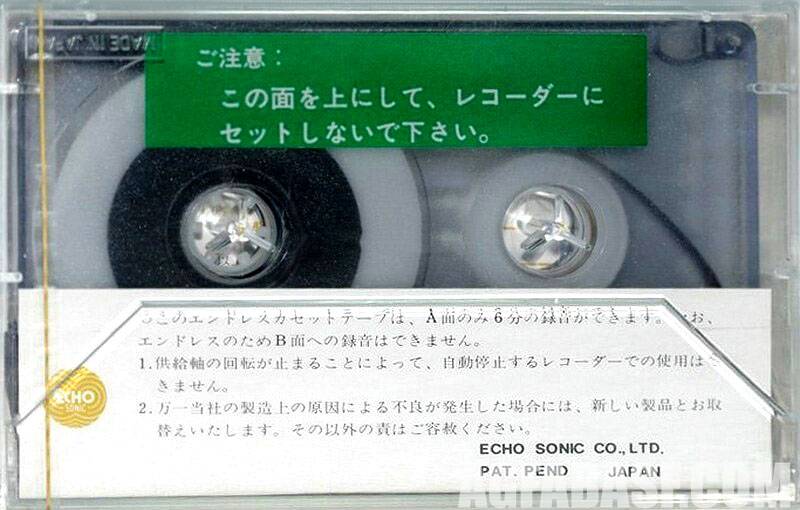 MADE IN JAPAN
ご注意:
この面を上にして、レコーダーに
セットしないで下さい。
このエンドレスカセットテープは、A面のみ6分の録音ができます。なお、
エンドレスのためB面への録音はできません。
1.供給軸の回転が止まることによって、自動停止するレコーダーでの使用はで
きません。
2.万一当社の製造上の原因による不良が発生した場合には、新しい製品とお取
替えいたします。その以外の責はご容赦ください。
ECHO
SONIC
ECHO SONIC CO.,LTD.
PAT. PEND JAPAN
AGTABASE.COM